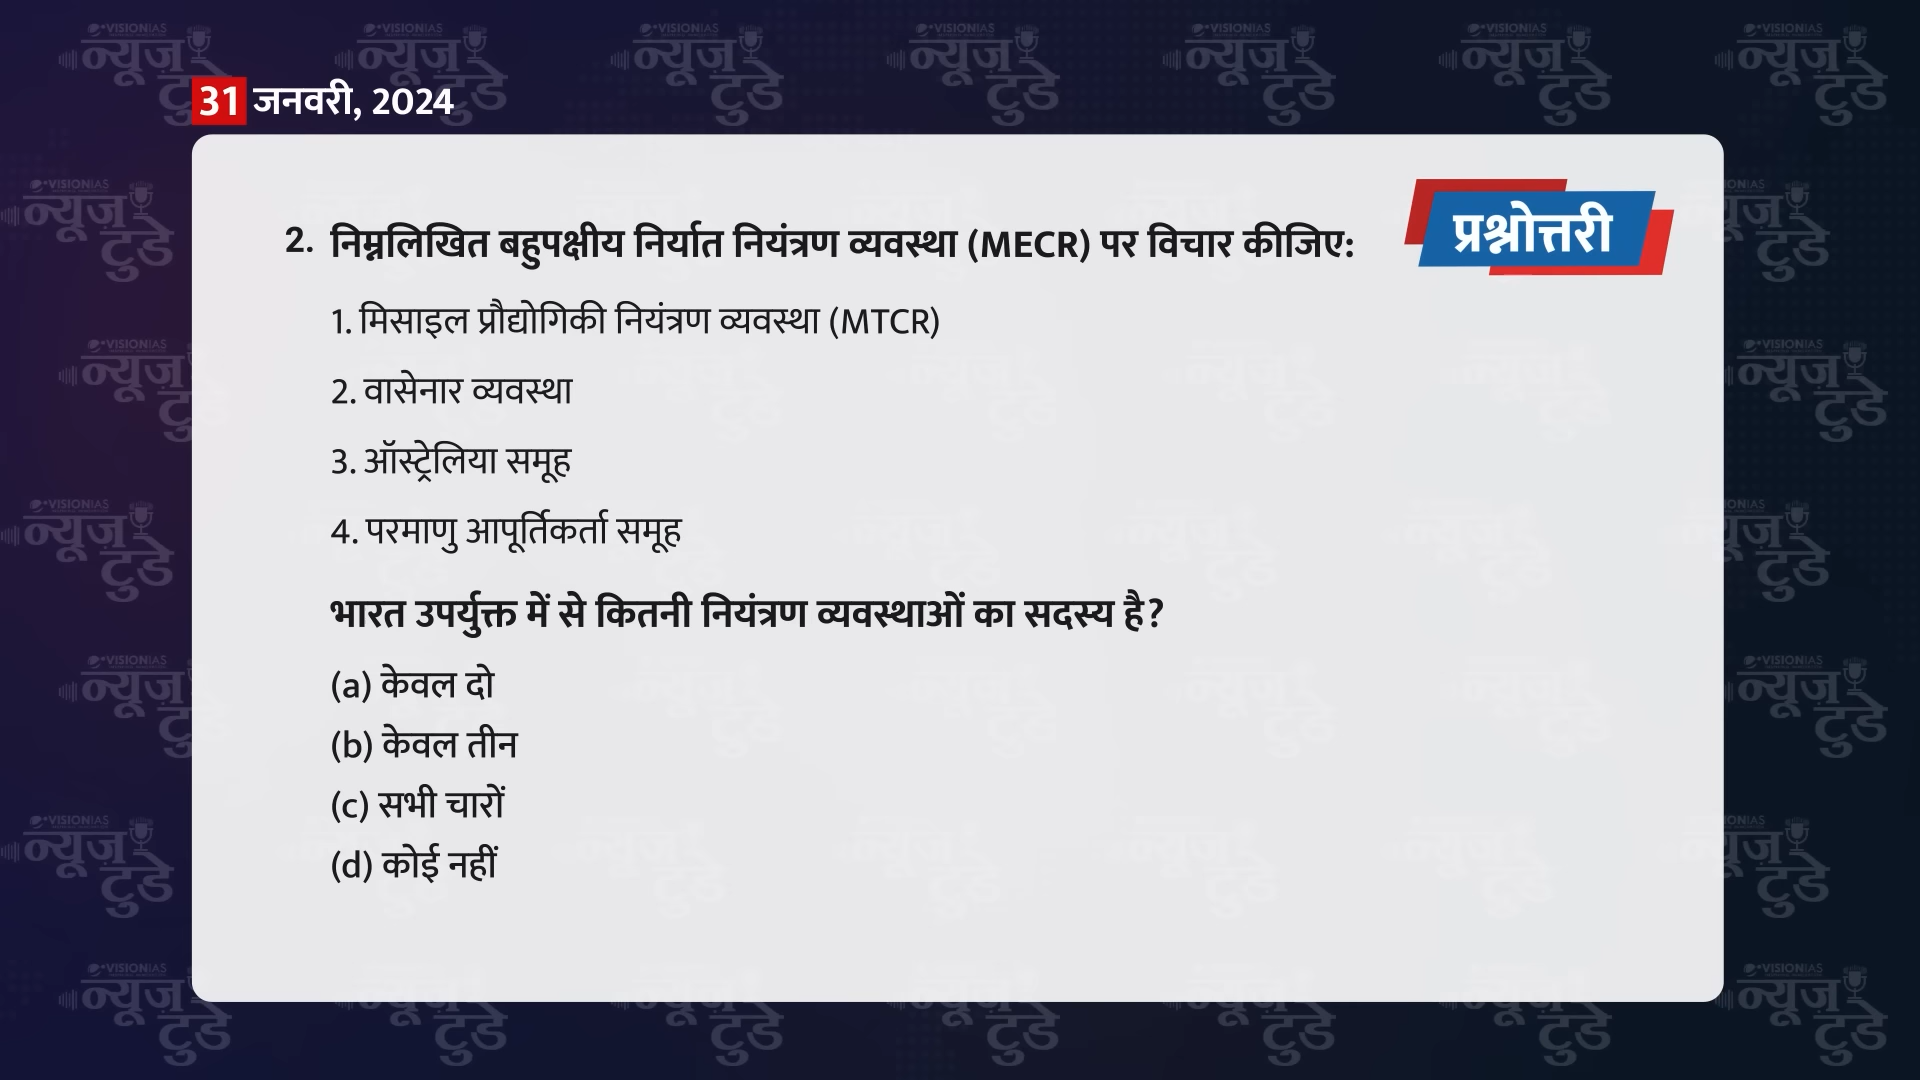 31 जनवरी, 2024
प्रश्नोत्तरी
2. निम्नलिखित बहुपक्षीय निर्यात नियंत्रण व्यवस्था (MECR) पर विचार कीजिए:
1. मिसाइल प्रौद्योगिकी नियंत्रण व्यवस्था (MTCR)
2. वासेनार व्यवस्था
3. ऑस्ट्रेलिया समूह
4. परमाणु आपूर्तिकर्ता समूह
भारत उपर्युक्त में से कितनी नियंत्रण व्यवस्थाओं का सदस्य है?
(a) केवल दो
(b) केवल तीन
(c) सभी चारों
(d) कोई नहीं
VISIONIAS
न्यूज़
टुडे